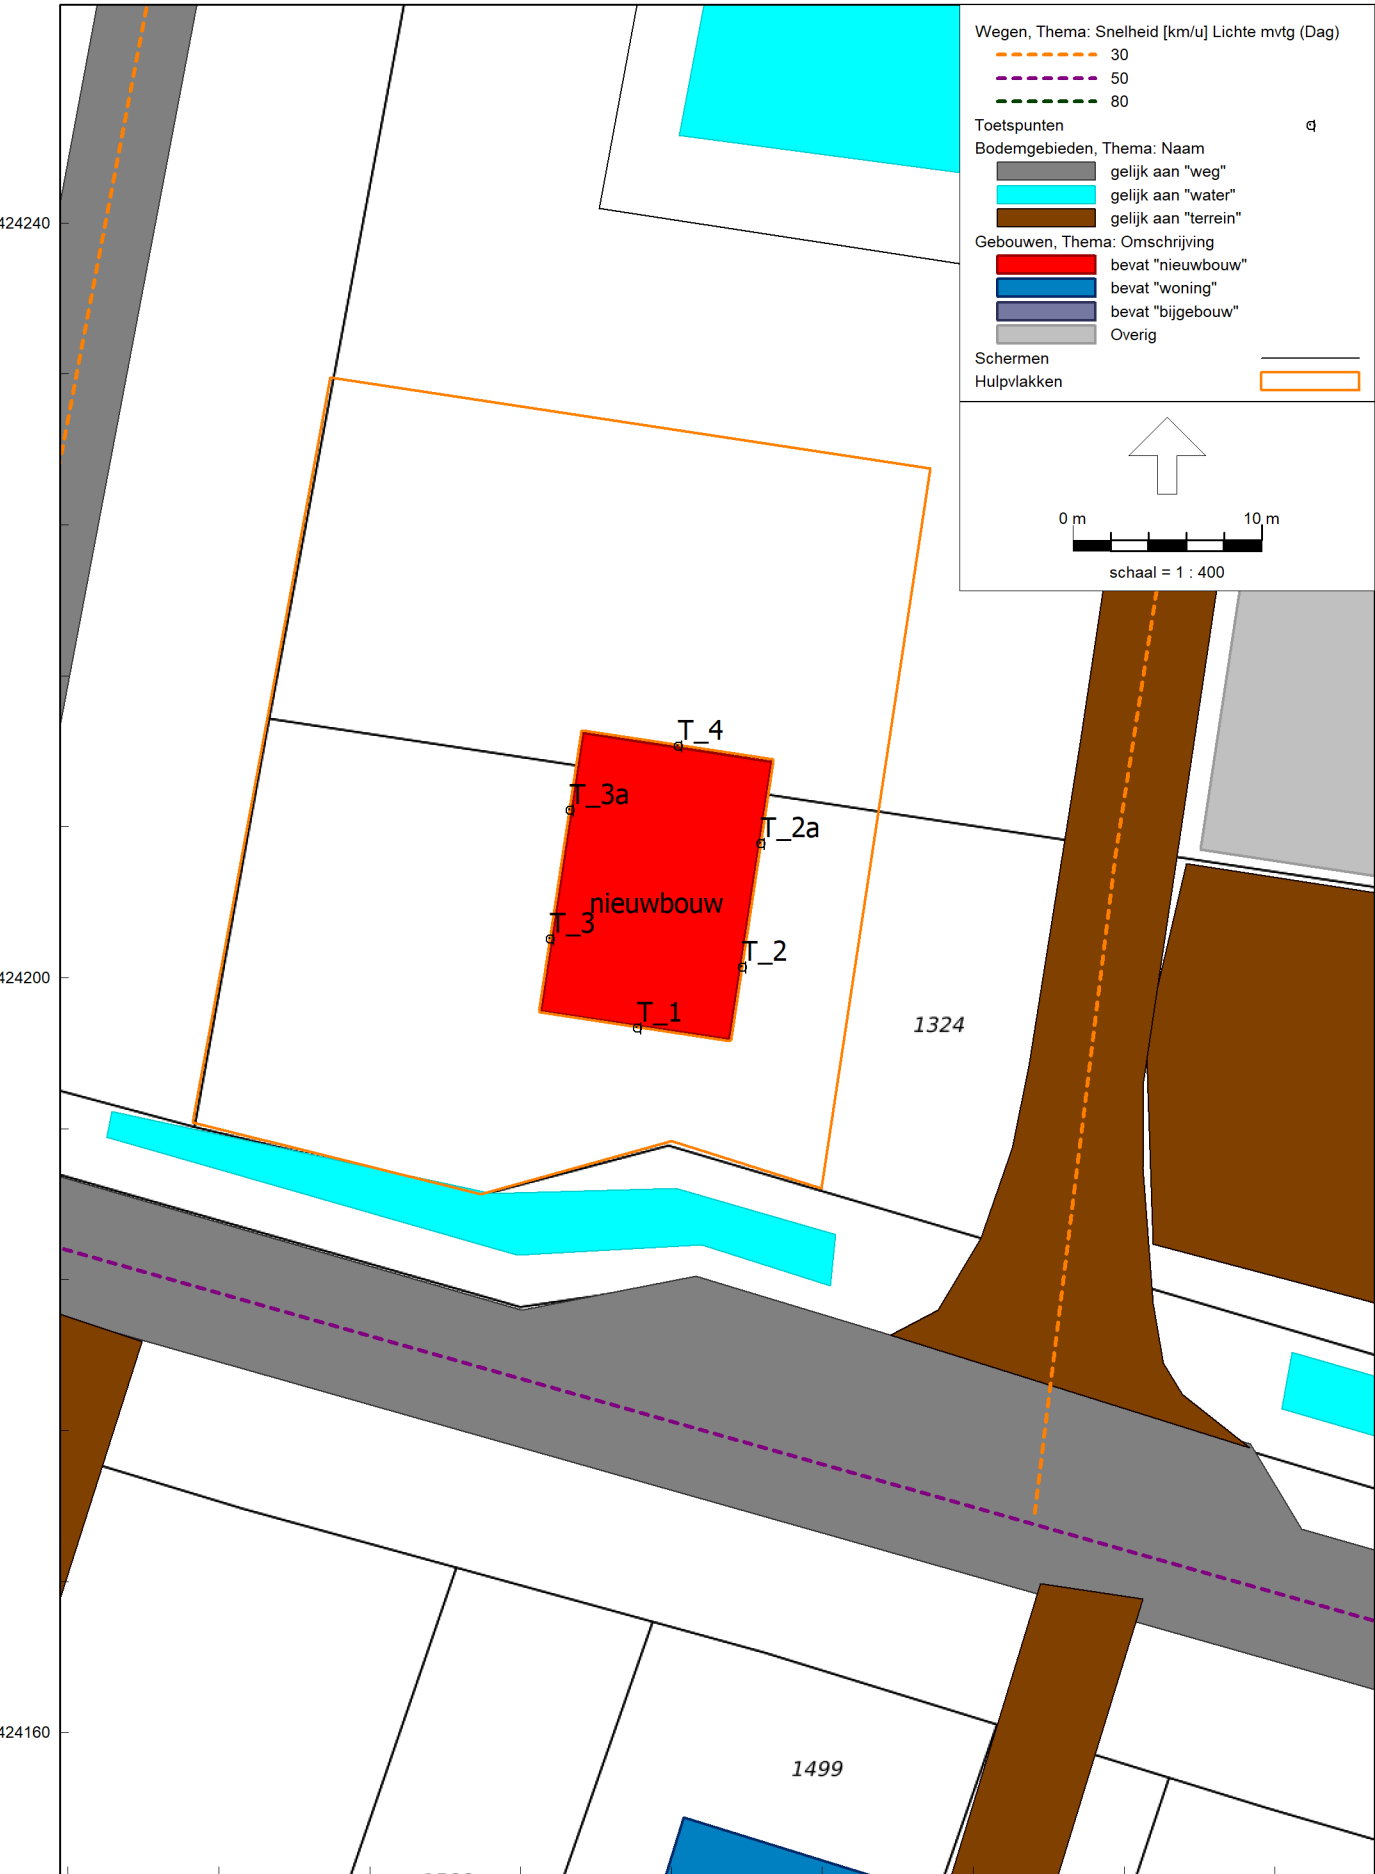 Wegen, Thema: Snelheid [km/u] Lichte mvtg (Dag)
30
50
80
Toetspunten
Bodemgebieden, Thema: Naam
gelijk aan "weg"
gelijk aan "water"
gelijk aan "terrein"
Gebouwen, Thema: Omschrijving
bevat "nieuwbouw"
bevat "woning"
bevat "bijgebouw"
Overig
Schermen
Hulpvlakken
0 m 10 m
schaal = 1 : 400
424240
T_4
T_3a
T_2a
nieuwbouw
T_3
T_2
424200
T_1
1324
424160
1499